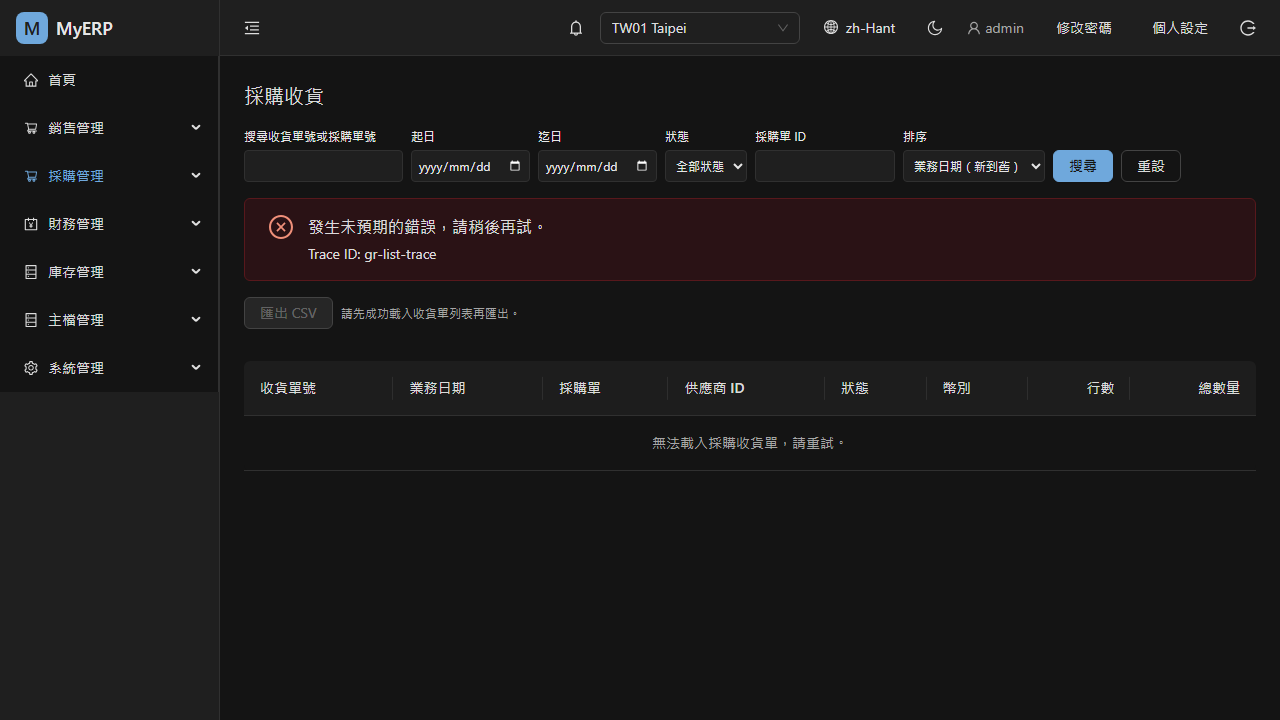 M MyERP
TW01 Taipei
zh-Hant
admin
修改密碼
個人設定
首頁
銷售管理
採購管理
財務管理
庫存管理
主檔管理
系統管理
採購收貨
搜尋收貨單號或採購單號 起日 迄日 狀態 採購單 ID 排序
yyyy/mm/dd yyyy/mm/dd 全部狀態 業務日期（新到舊） 搜尋 重設
發生未預期的錯誤，請稍後再試。
Trace ID: gr-list-trace
匯出 CSV 請先成功載入收貨單列表再匯出。
收貨單號 業務日期 採購單 供應商 ID 狀態 幣別 行數 總數量
無法載入採購收貨單，請重試。